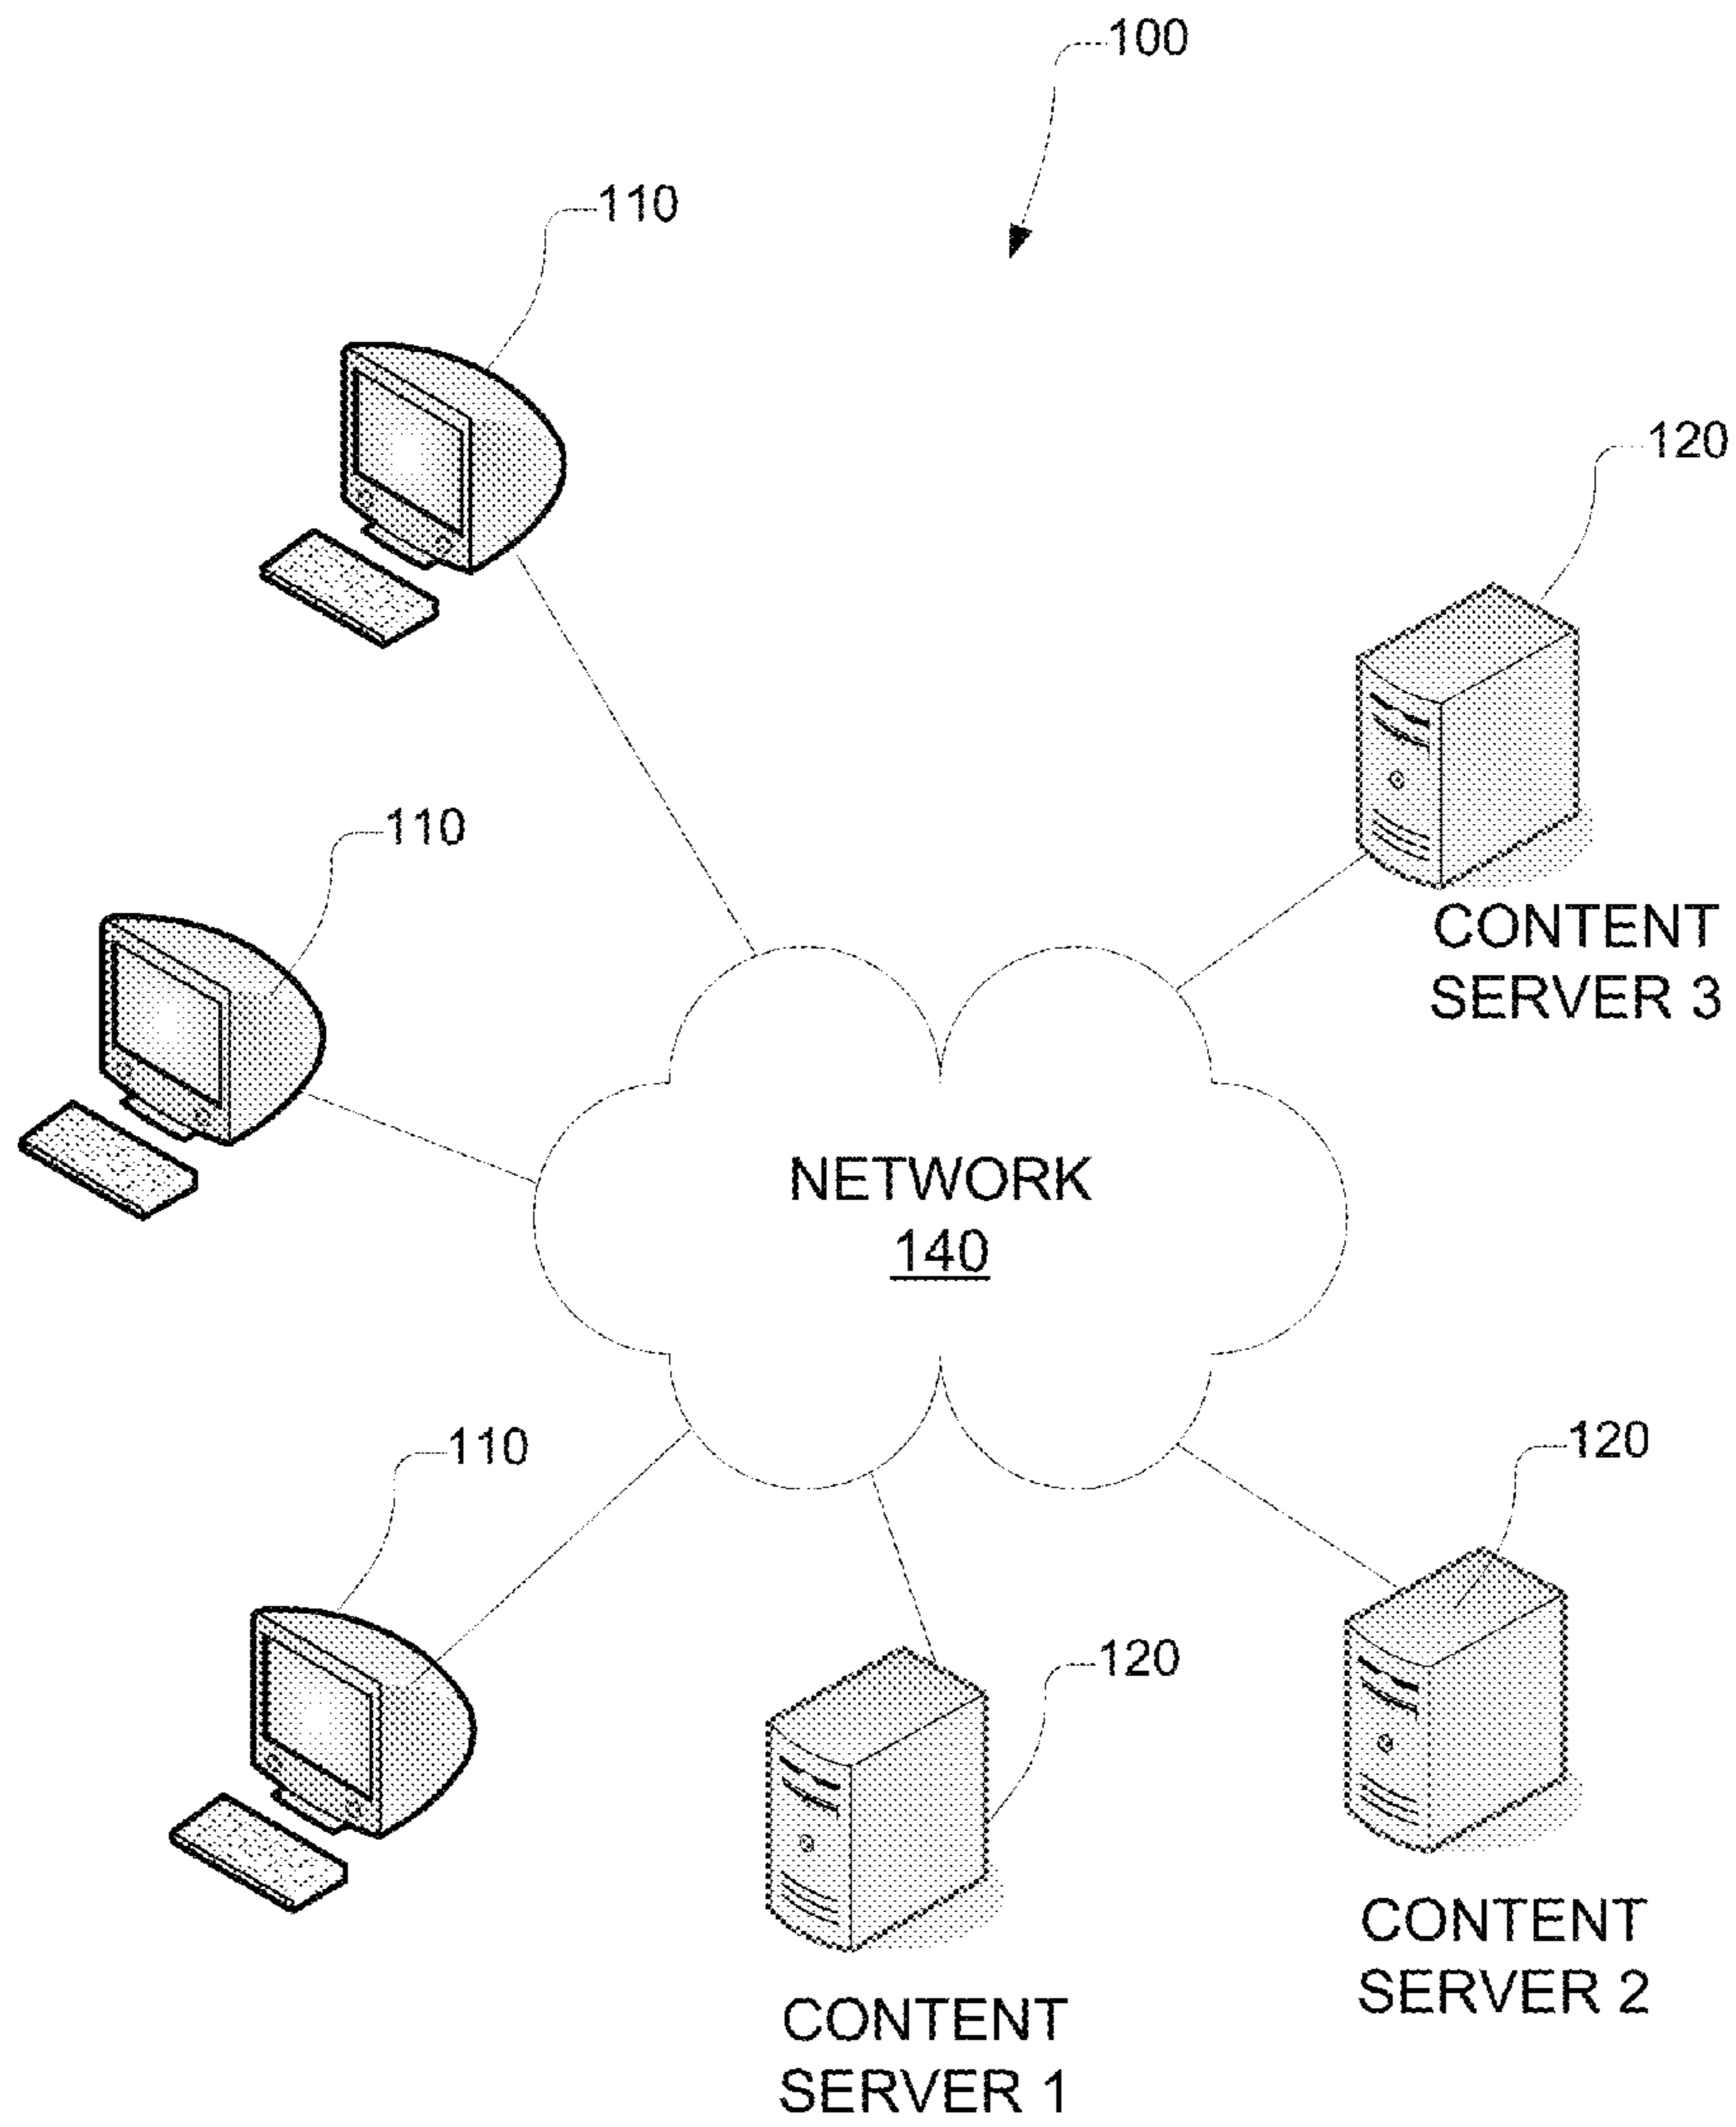 100
110
120
110
CONTENT
SERVER 3
NETWORK
140
110
120
120
CONTENT
SERVER 2
CONTENT
SERVER 1